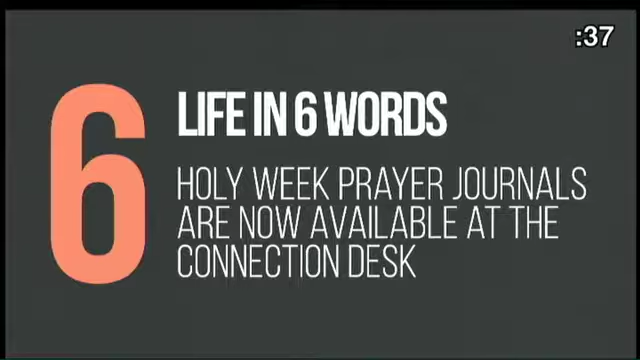 :37
6
LIFE IN 6 WORDS
HOLY WEEK PRAYER JOURNALS
ARE NOW AVAILABLE AT THE
CONNECTION DESK